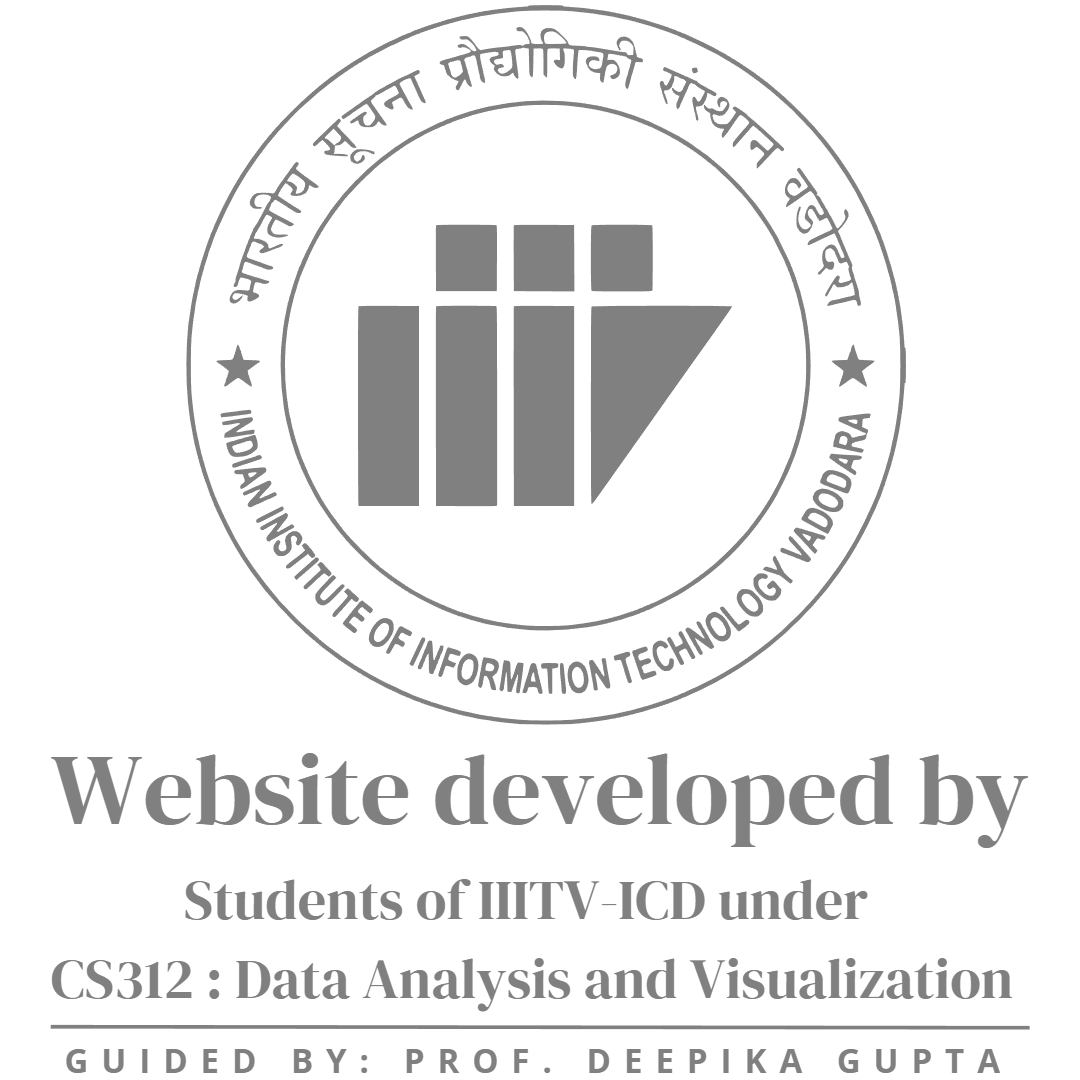 भारतीय सूचना प्रौद्योगिकी संस्थान वडोदरा
INDIAN INSTITUTE OF INFORMATION TECHNOLOGY VADODARA
Website developed by
Students of IIITV-ICD under
CS312 : Data Analysis and Visualization
GUIDED BY: PROF. DEEPIKA GUPTA